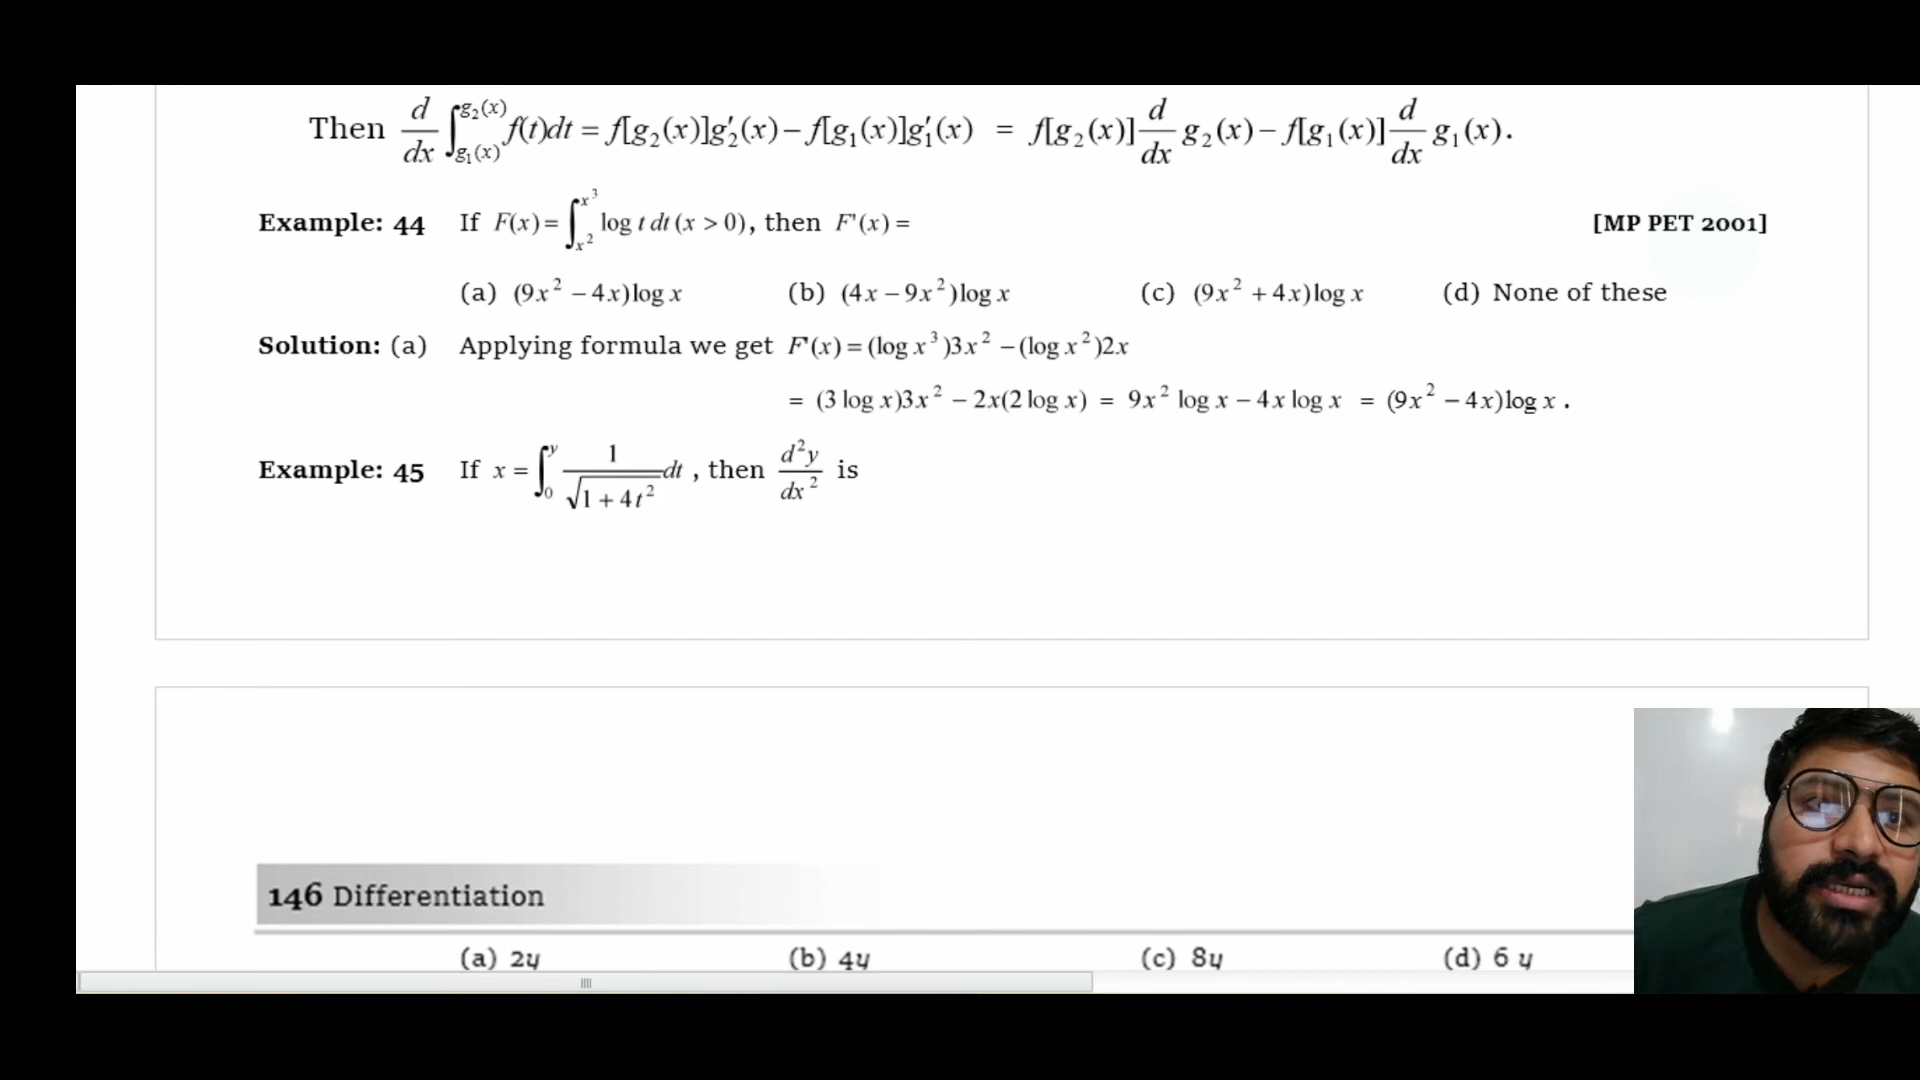 Then d/dx ∫_{g₁(x)}^{g₂(x)} f(t)dt = f[g₂(x)]g₂′(x) − f[g₁(x)]g₁′(x) = f[g₂(x)] d/dx g₂(x) − f[g₁(x)] d/dx g₁(x).
Example: 44 If F(x) = ∫_{x²}^{x³} log t dt (x > 0), then F'(x) = [MP PET 2001]
(a) (9x² − 4x)log x (b) (4x − 9x²)log x (c) (9x² + 4x)log x (d) None of these
Solution: (a) Applying formula we get F'(x) = (log x³)3x² − (log x²)2x
= (3 log x)3x² − 2x(2 log x) = 9x² log x − 4x log x = (9x² − 4x)log x .
Example: 45 If x = ∫_0^y 1/√(1 + 4t²) dt , then d²y/dx² is
146 Differentiation
(a) 2y (b) 4y (c) 8y (d) 6 y